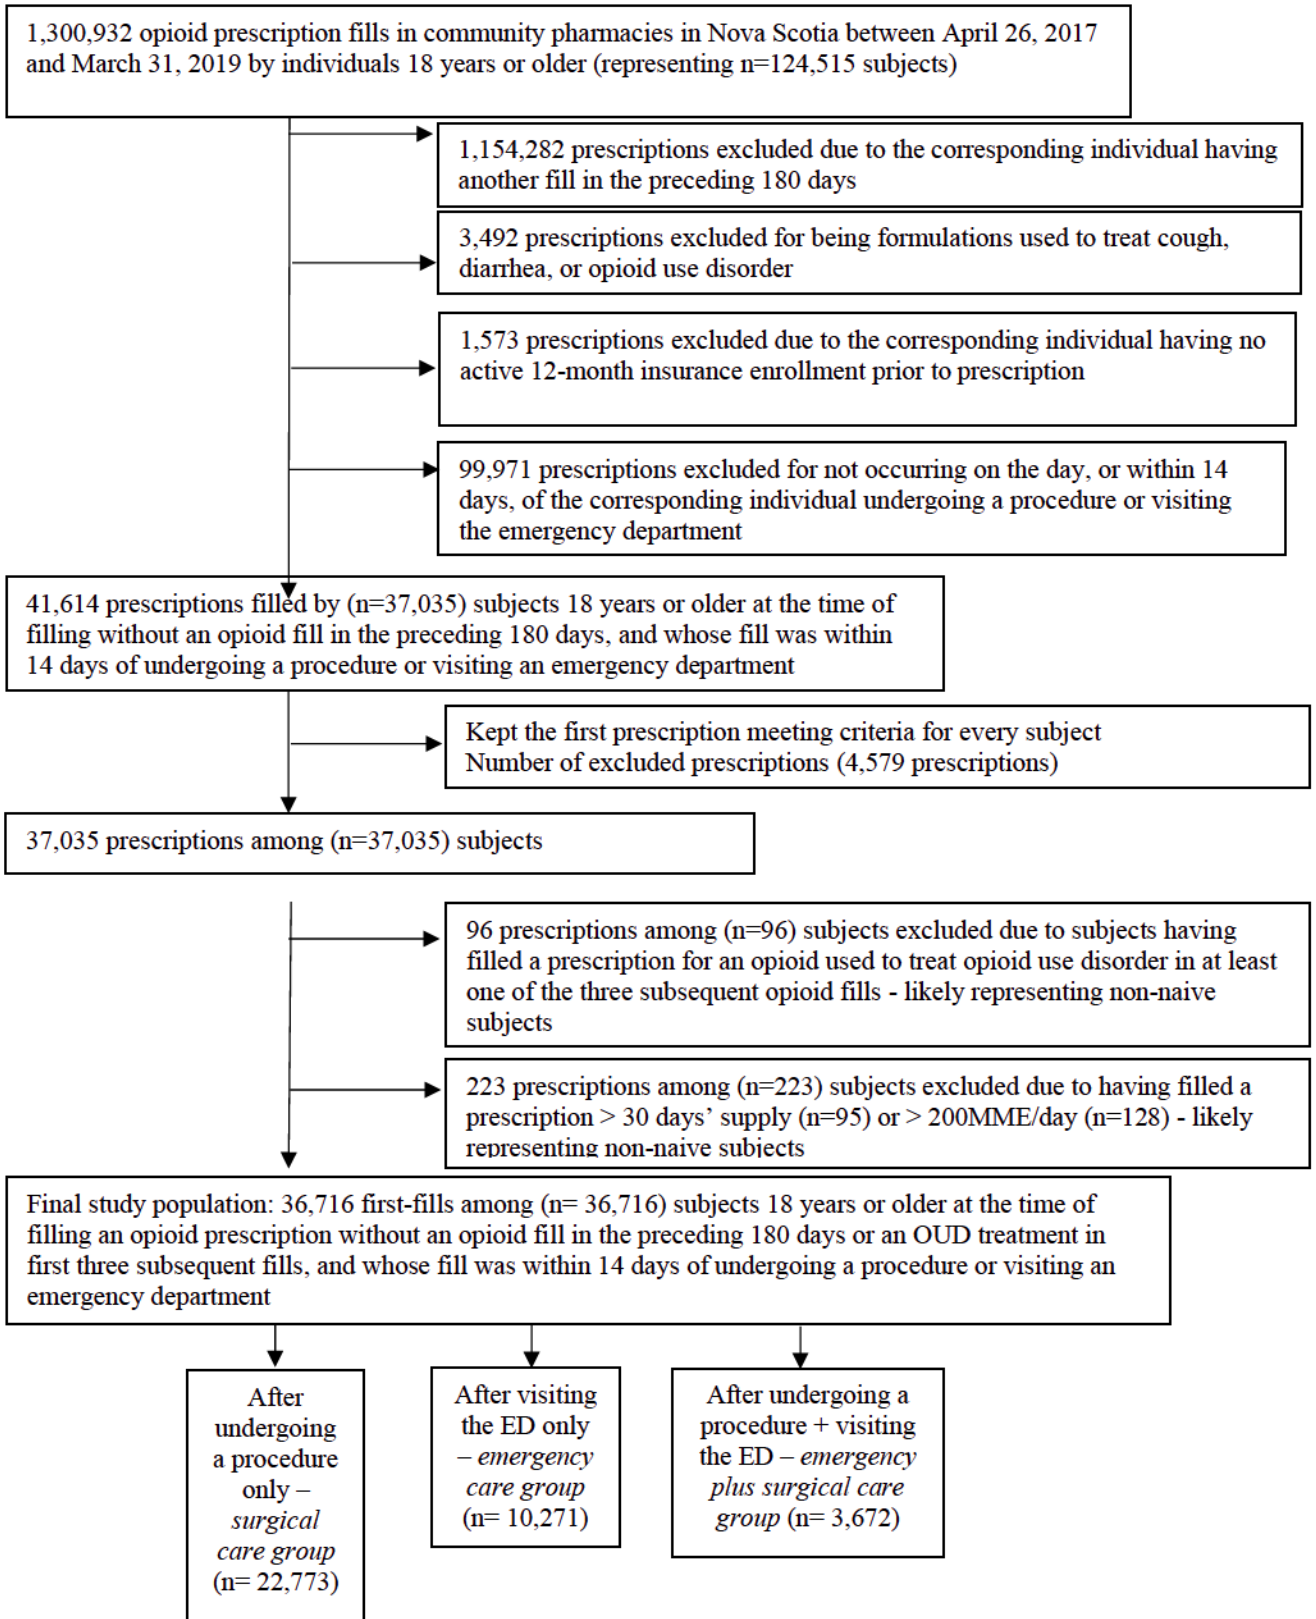 1,300,932 opioid prescription fills in community pharmacies in Nova Scotia between April 26, 2017
and March 31, 2019 by individuals 18 years or older (representing n=124,515 subjects)
1,154,282 prescriptions excluded due to the corresponding individual having
another fill in the preceding 180 days
3,492 prescriptions excluded for being formulations used to treat cough,
diarrhea, or opioid use disorder
1,573 prescriptions excluded due to the corresponding individual having no
active 12-month insurance enrollment prior to prescription
99,971 prescriptions excluded for not occurring on the day, or within 14
days, of the corresponding individual undergoing a procedure or visiting
the emergency department
41,614 prescriptions filled by (n=37,035) subjects 18 years or older at the time of
filling without an opioid fill in the preceding 180 days, and whose fill was within
14 days of undergoing a procedure or visiting an emergency department
Kept the first prescription meeting criteria for every subject
Number of excluded prescriptions (4,579 prescriptions)
37,035 prescriptions among (n=37,035) subjects
96 prescriptions among (n=96) subjects excluded due to subjects having
filled a prescription for an opioid used to treat opioid use disorder in at least
one of the three subsequent opioid fills - likely representing non-naive
subjects
223 prescriptions among (n=223) subjects excluded due to having filled a
prescription > 30 days’ supply (n=95) or > 200MME/day (n=128) - likely
representing non-naive subjects
Final study population: 36,716 first-fills among (n= 36,716) subjects 18 years or older at the time of
filling an opioid prescription without an opioid fill in the preceding 180 days or an OUD treatment in
first three subsequent fills, and whose fill was within 14 days of undergoing a procedure or visiting an
emergency department
After
undergoing
a procedure
only –
surgical
care group
(n= 22,773)
After visiting
the ED only
– emergency
care group
(n= 10,271)
After undergoing a
procedure + visiting
the ED – emergency
plus surgical care
group (n= 3,672)